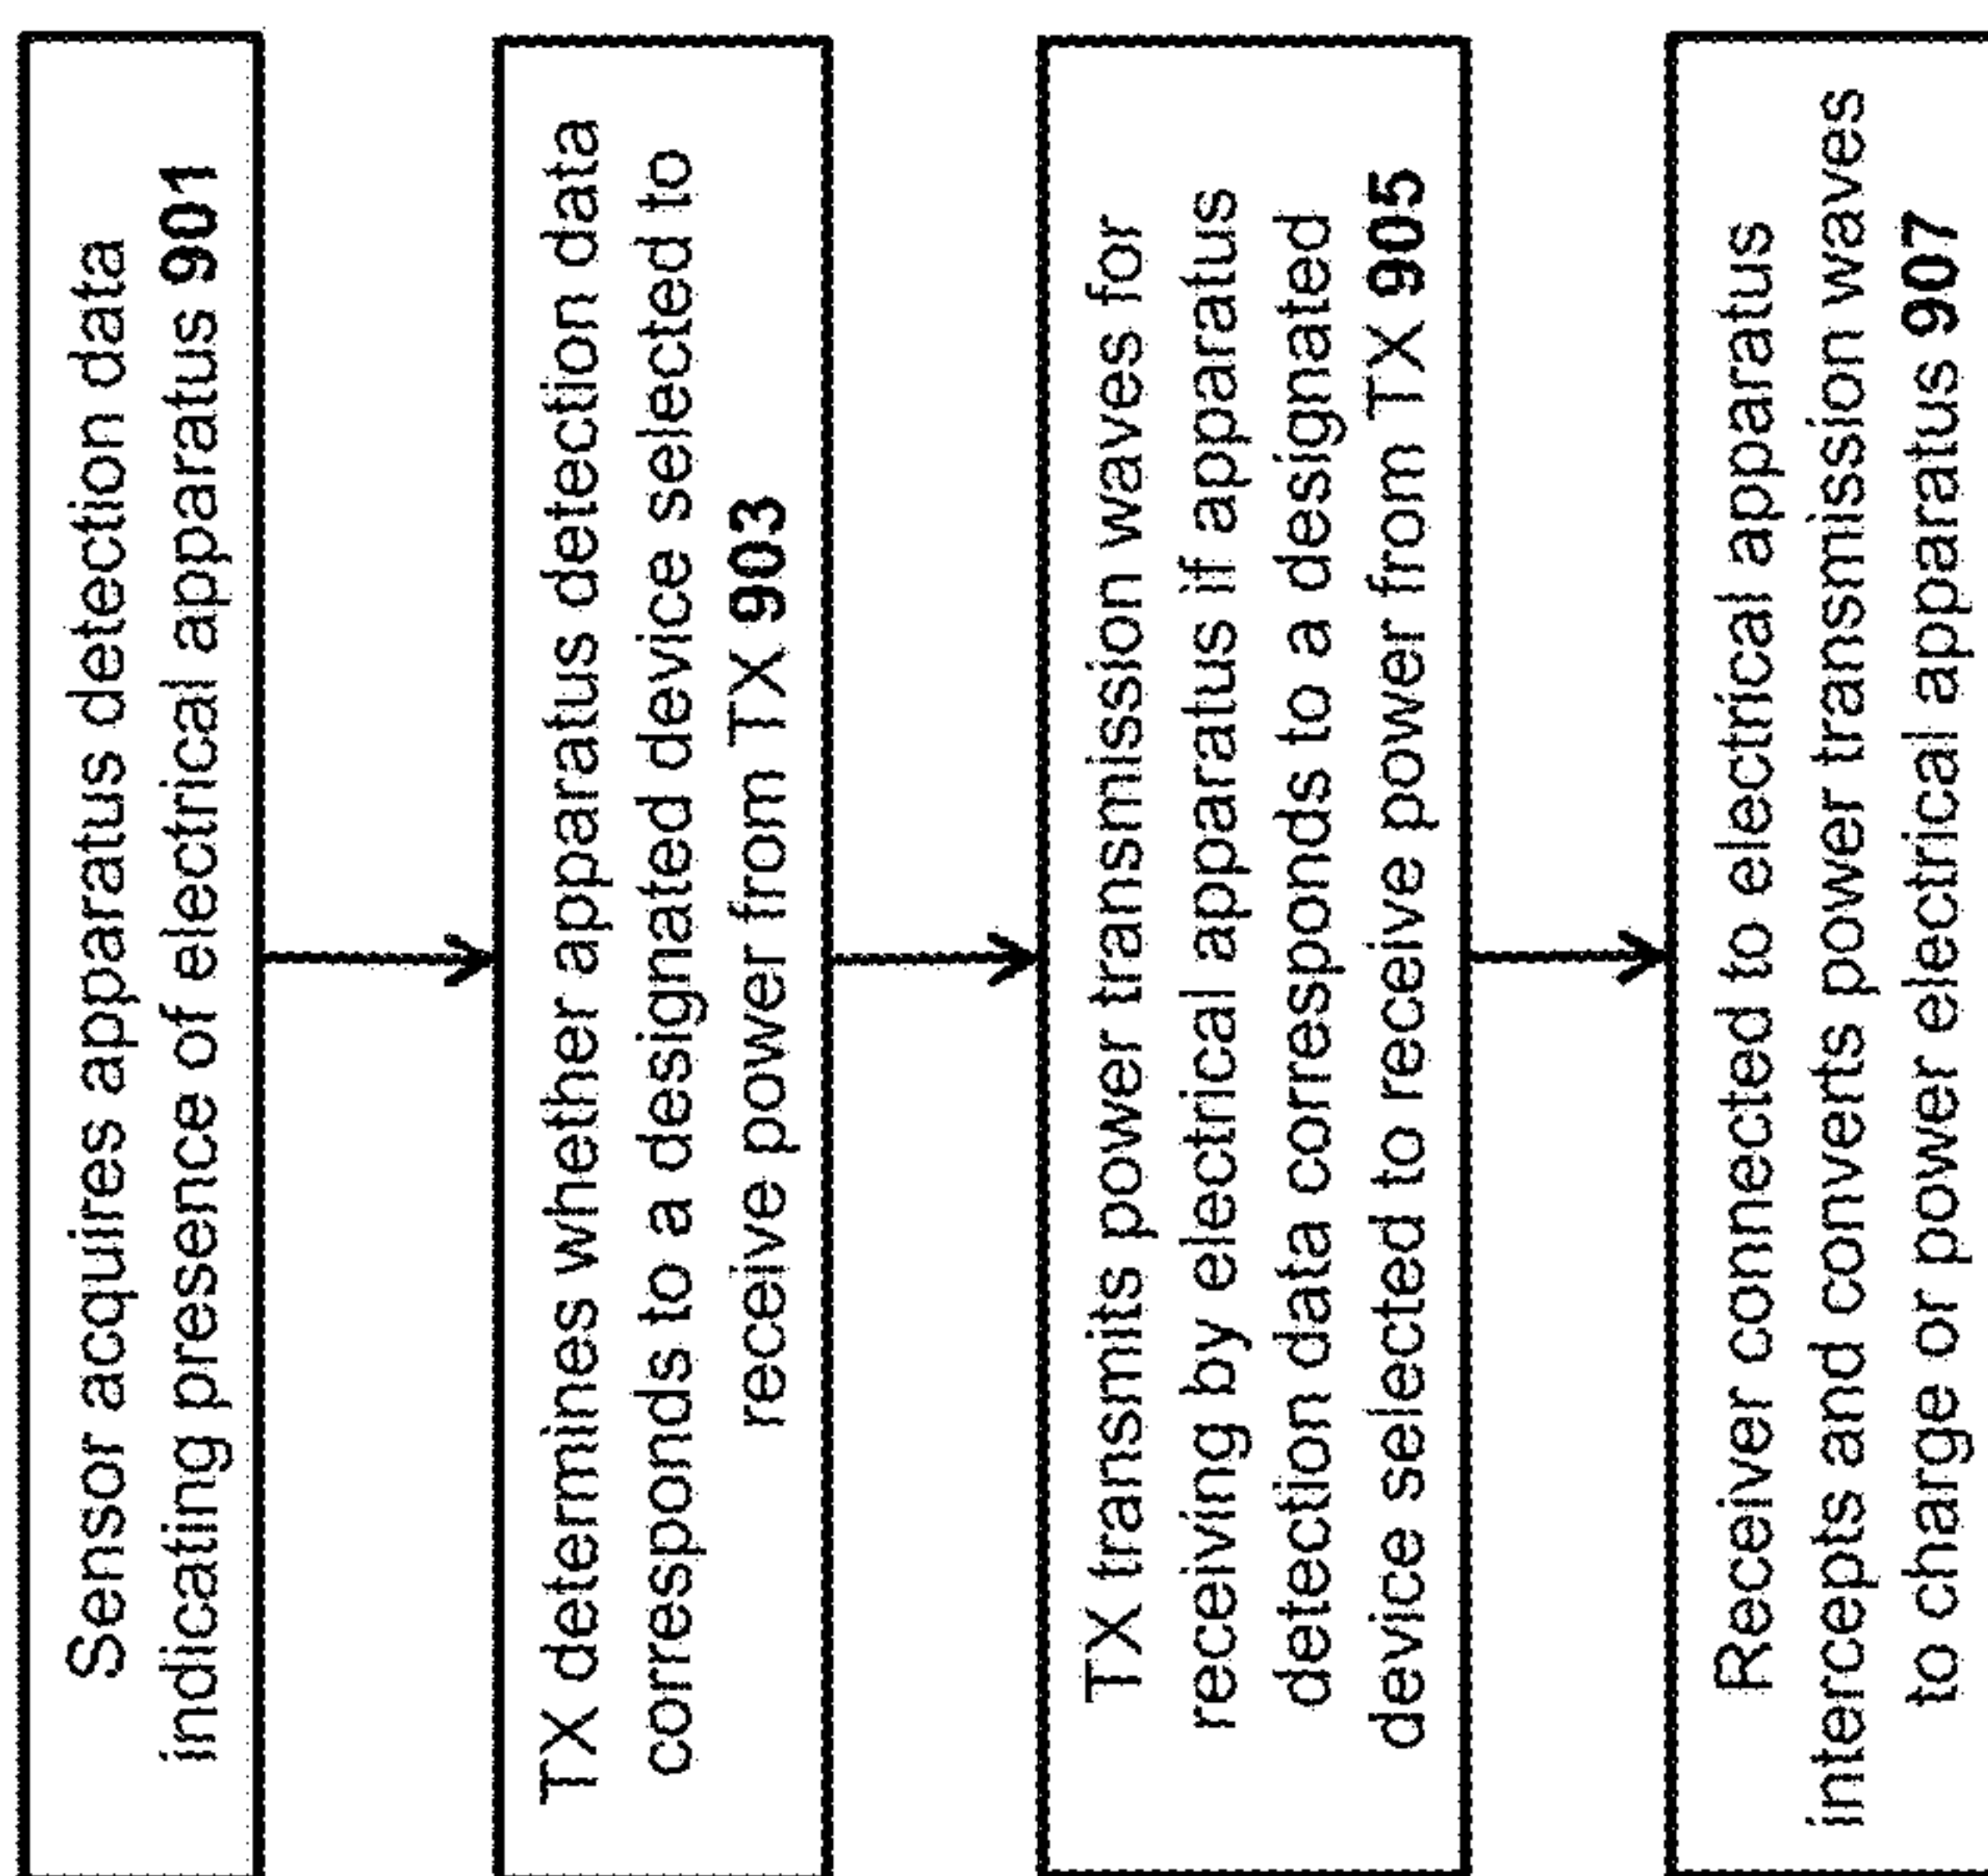 Sensor acquires apparatus detection data
indicating presence of electrical apparatus 901
TX determines whether apparatus detection data
corresponds to a designated device selected to
receive power from TX 903
TX transmits power transmission waves for
receiving by electrical apparatus if apparatus
detection data corresponds to a designated
device selected to receive power from TX 905
Receiver connected to electrical apparatus
intercepts and converts power transmission waves
to charge or power electrical apparatus 907